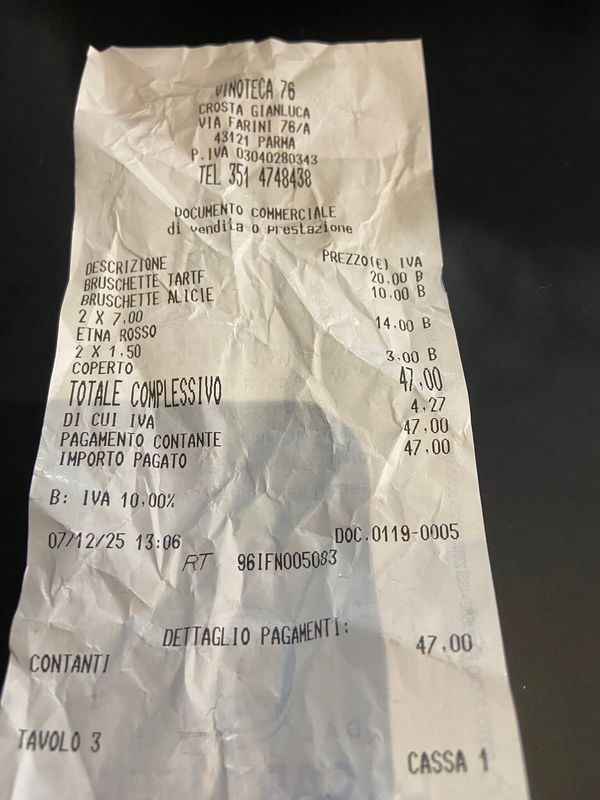 VINOTECA 76
CROSTA GIANLUCA
VIA FARINI 76/A
43121 PARMA
P.IVA 03040280343
TEL 351 4748438
DOCUMENTO COMMERCIALE
di vendita o prestazione
DESCRIZIONE PREZZO(€) IVA
BRUSCHETTE TARTF 20,00 B
BRUSCHETTE ALICIE 10,00 B
2 X 7,00
ETNA ROSSO 14,00 B
2 X 1,50
COPERTO 3,00 B
TOTALE COMPLESSIVO 47,00
DI CUI IVA 4,27
PAGAMENTO CONTANTE 47,00
IMPORTO PAGATO 47,00
B: IVA 10,00%
07/12/25 13:06 DOC.0119-0005
RT 96IFN005083
DETTAGLIO PAGAMENTI:
CONTANTI 47,00
TAVOLO 3
CASSA 1